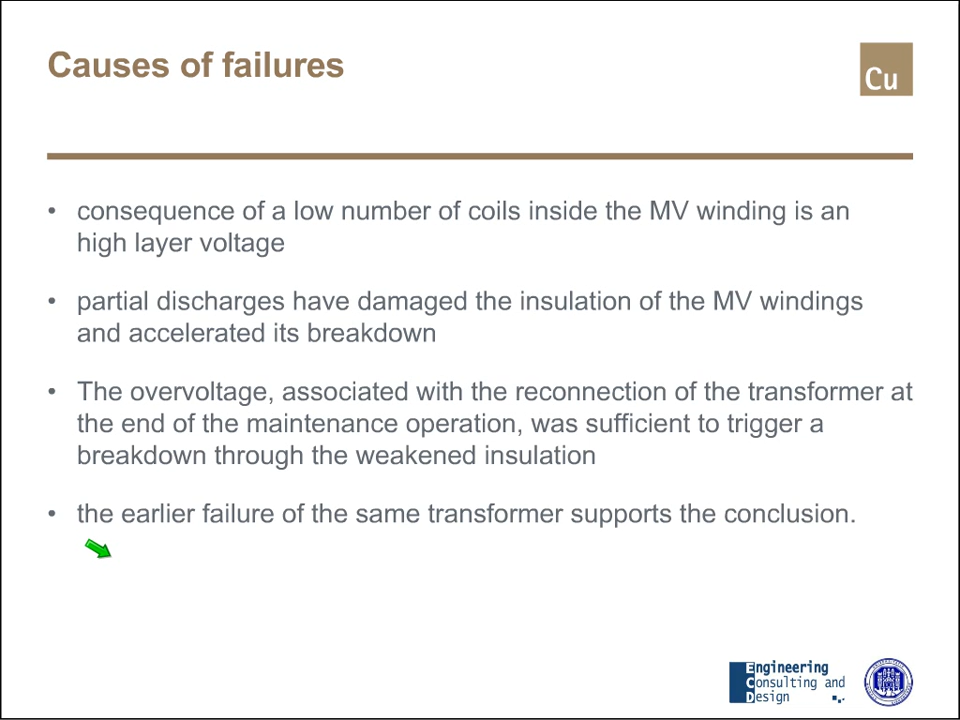 Causes of failures
Cu
• consequence of a low number of coils inside the MV winding is an
high layer voltage
• partial discharges have damaged the insulation of the MV windings
and accelerated its breakdown
• The overvoltage, associated with the reconnection of the transformer at
the end of the maintenance operation, was sufficient to trigger a
breakdown through the weakened insulation
• the earlier failure of the same transformer supports the conclusion.
Engineering
Consulting and
Design